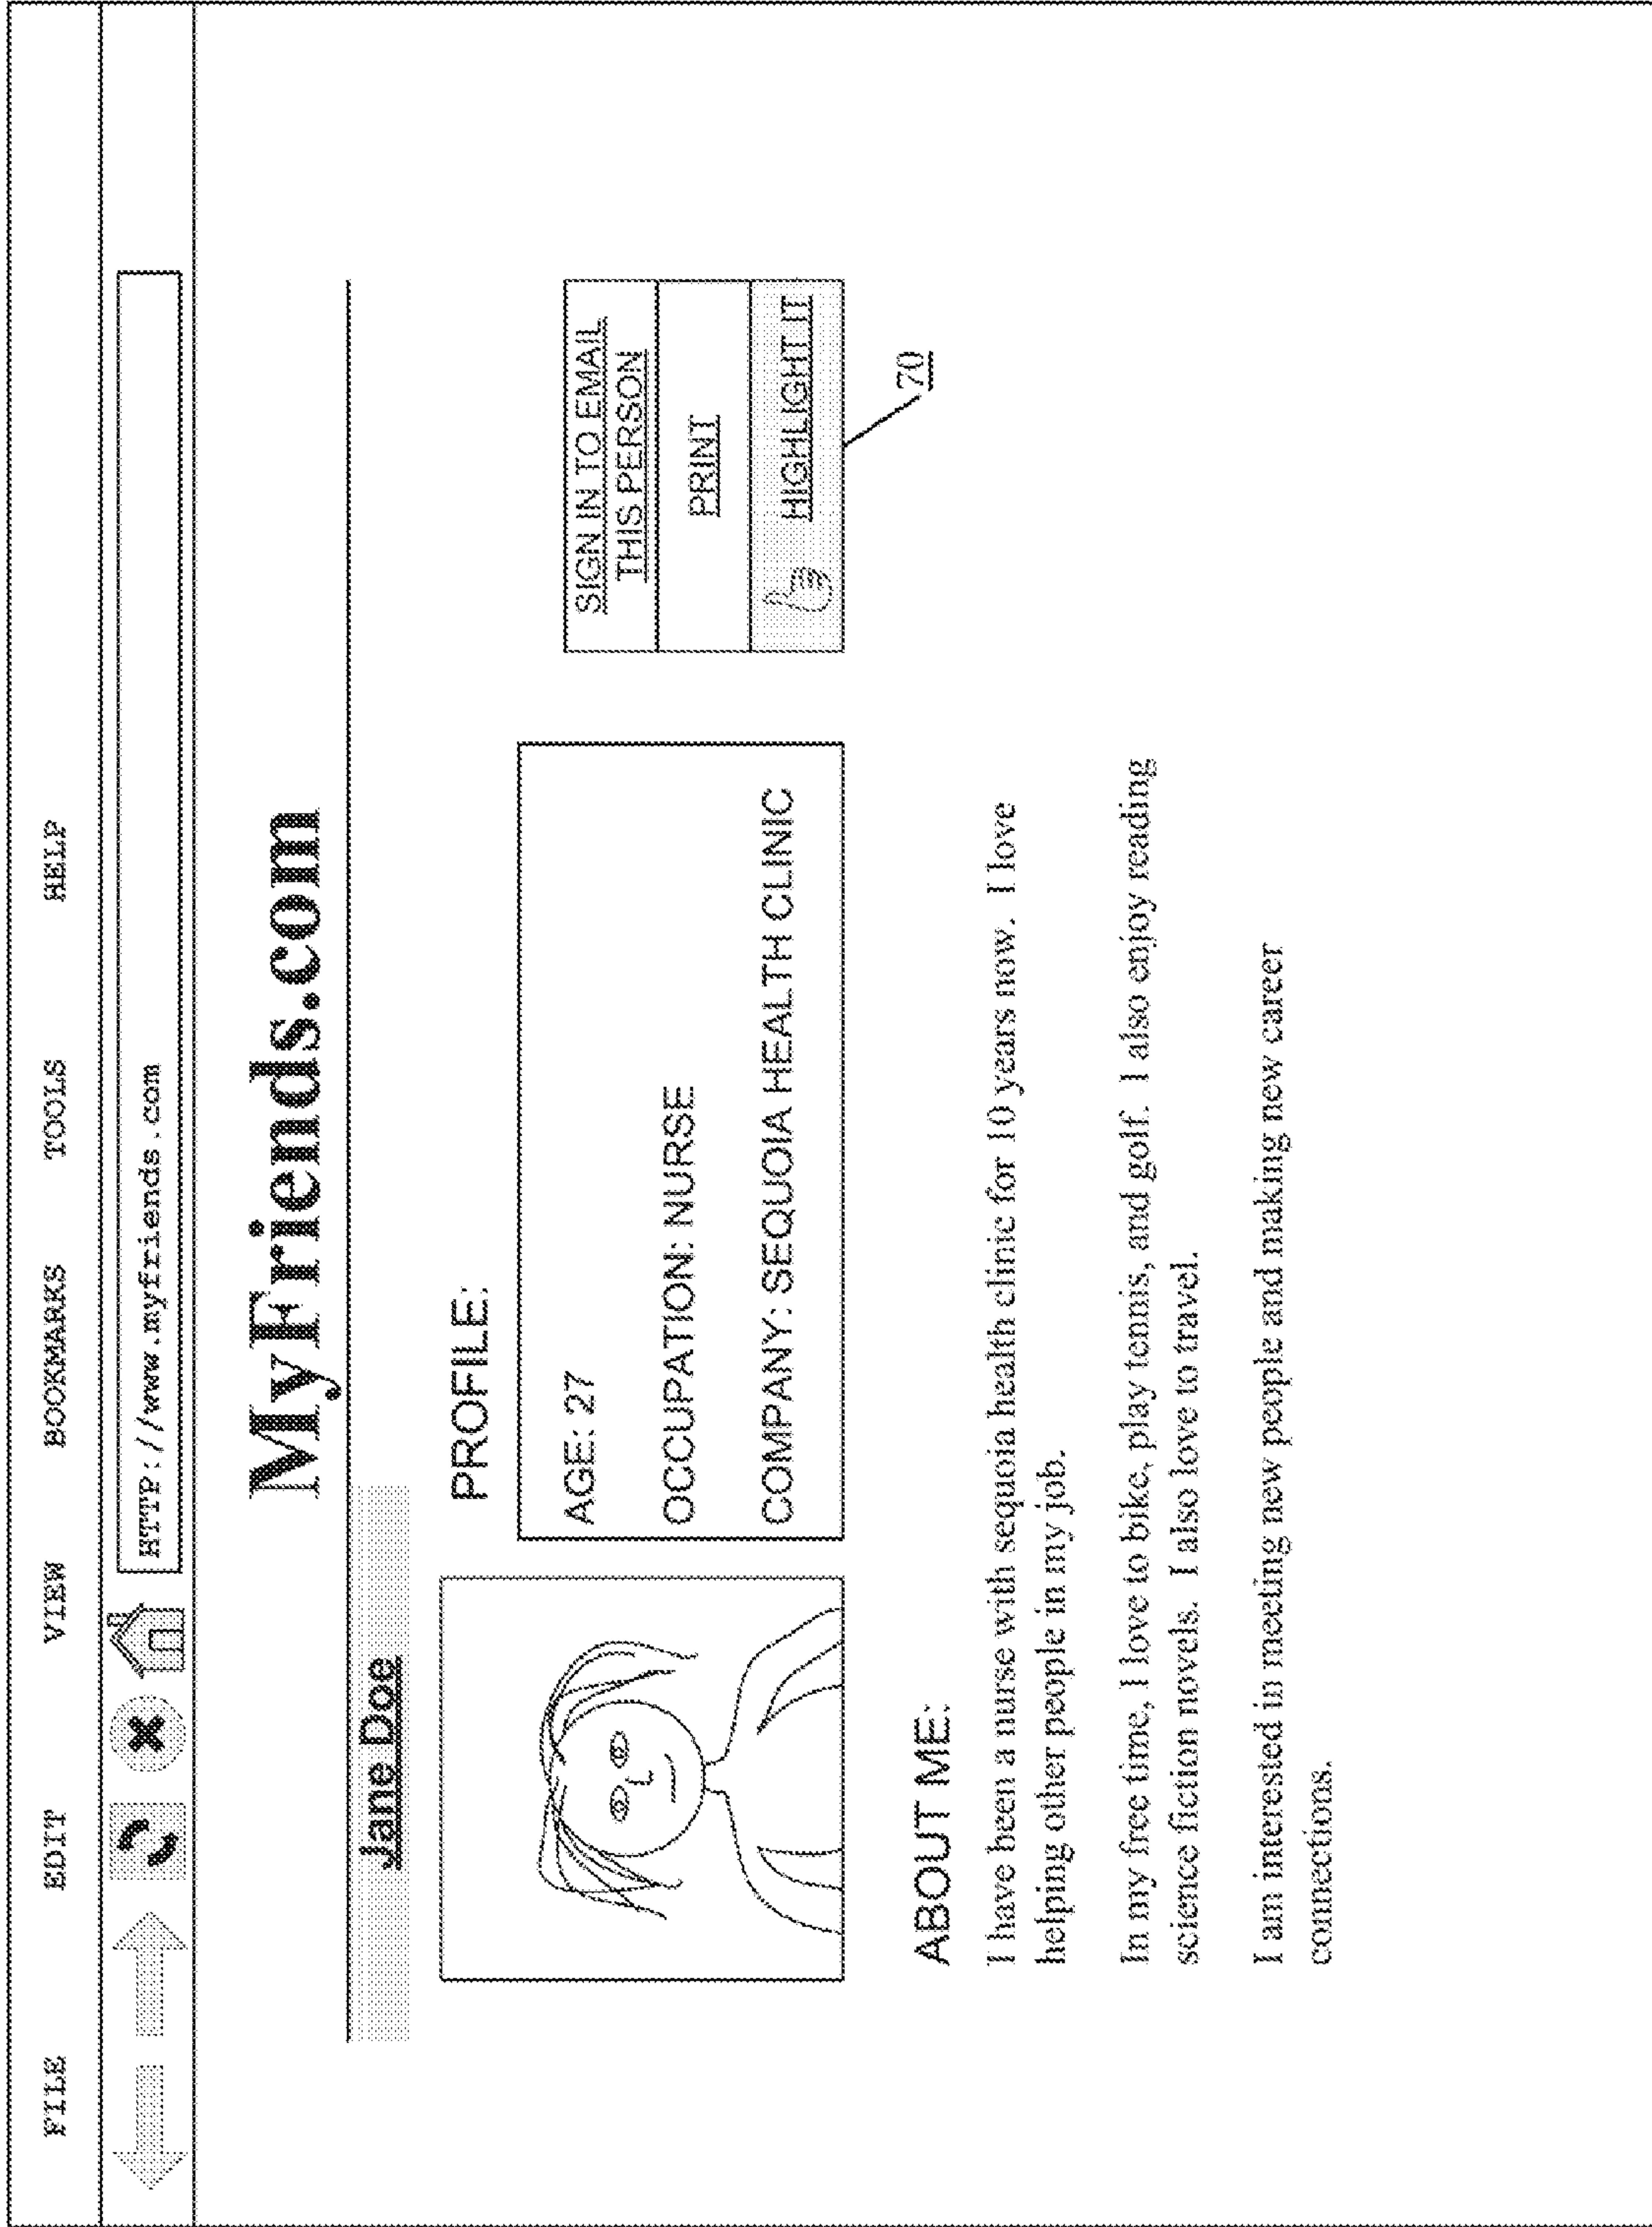 FILE EDIT VIEW BOOKMARKS TOOLS HELP
HTTP://www.myfriends.com
MyFriends.com
Jane Doe
PROFILE:
AGE: 27
OCCUPATION: NURSE
COMPANY: SEQUOIA HEALTH CLINIC
SIGN IN TO EMAIL
THIS PERSON
PRINT
HIGHLIGHT IT
70
ABOUT ME:
I have been a nurse with sequoia health clinic for 10 years now. I love
helping other people in my job.
In my free time, I love to bike, play tennis, and golf. I also enjoy reading
science fiction novels. I also love to travel.
I am interested in meeting new people and making new career
connections.